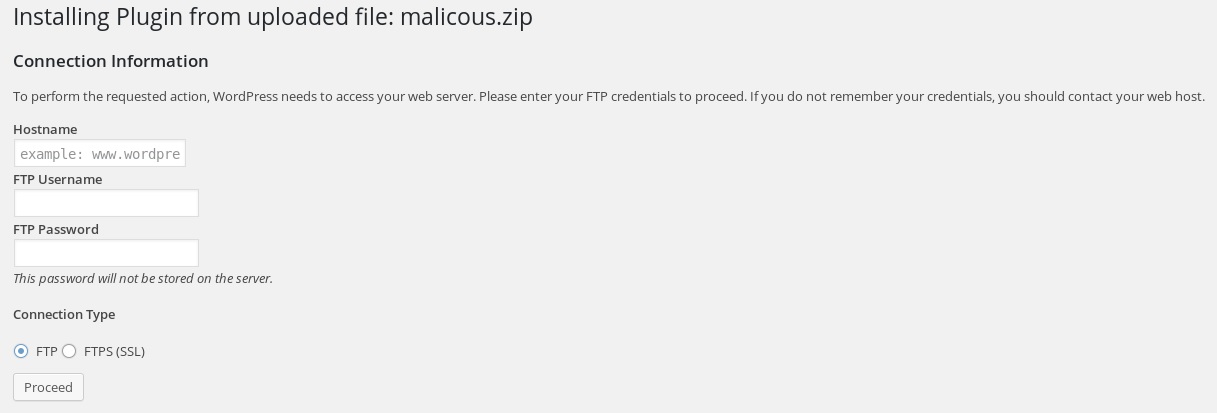 Installing Plugin from uploaded file: malicous.zip
Connection Information
To perform the requested action, WordPress needs to access your web server. Please enter your FTP credentials to proceed. If you do not remember your credentials, you should contact your web host.
Hostname
example: www.wordpre
FTP Username
FTP Password
This password will not be stored on the server.
Connection Type
FTP FTPS (SSL)
Proceed